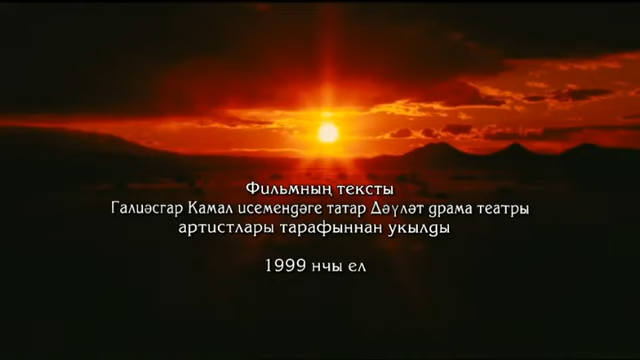 Фильмның тексты
Галиәсгар Камал исемендәге татар Дәүләт драма театры
артистлары тарафыннан укылды
1999 нчы ел